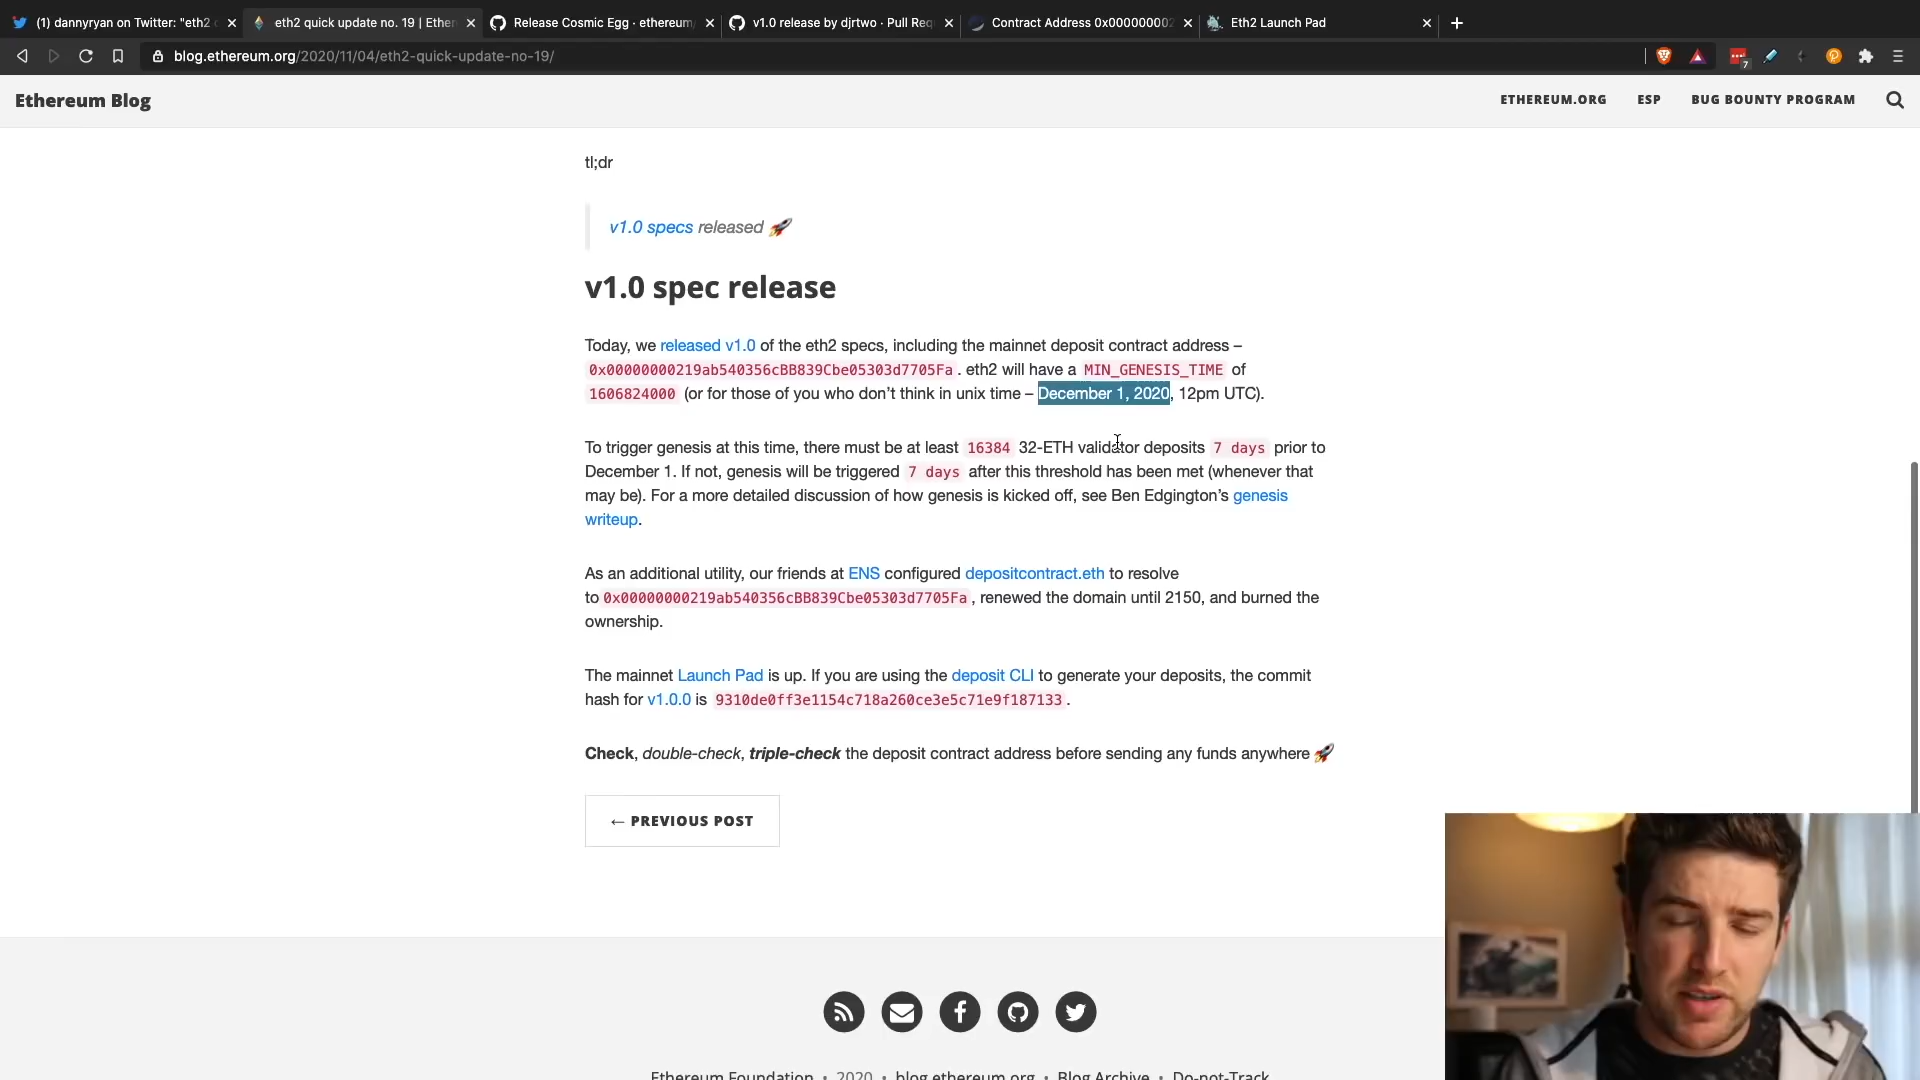 (1) dannyryan on Twitter: "eth2
eth2 quick update no. 19 | Ether
Release Cosmic Egg · ethereum/
v1.0 release by djrtwo · Pull Req
Contract Address 0x000000002
Eth2 Launch Pad
blog.ethereum.org/2020/11/04/eth2-quick-update-no-19/
7
Ethereum Blog
ETHEREUM.ORG
ESP
BUG BOUNTY PROGRAM
tl;dr
v1.0 specs released 🚀
v1.0 spec release
Today, we released v1.0 of the eth2 specs, including the mainnet deposit contract address –
0x00000000219ab540356cBB839Cbe05303d7705Fa. eth2 will have a MIN_GENESIS_TIME of
1606824000 (or for those of you who don’t think in unix time – December 1, 2020, 12pm UTC).
To trigger genesis at this time, there must be at least 16384 32-ETH validator deposits 7 days prior to
December 1. If not, genesis will be triggered 7 days after this threshold has been met (whenever that
may be). For a more detailed discussion of how genesis is kicked off, see Ben Edgington’s genesis
writeup.
As an additional utility, our friends at ENS configured depositcontract.eth to resolve
to 0x00000000219ab540356cBB839Cbe05303d7705Fa, renewed the domain until 2150, and burned the
ownership.
The mainnet Launch Pad is up. If you are using the deposit CLI to generate your deposits, the commit
hash for v1.0.0 is 9310de0ff3e1154c718a260ce3e5c71e9f187133.
Check, double-check, triple-check the deposit contract address before sending any funds anywhere 🚀
← PREVIOUS POST
Ethereum Foundation • 2020 • blog.ethereum.org • Blog Archive • Do-not-Track